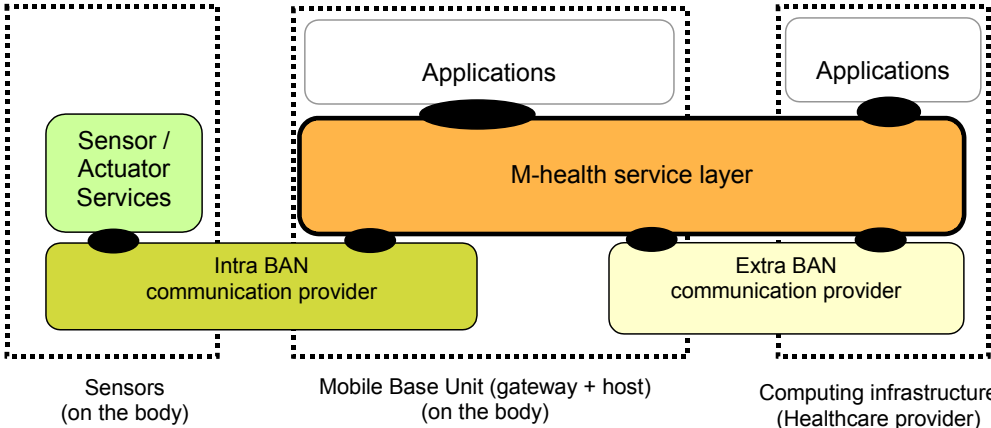 Applications
Applications
Sensor /
Actuator
Services
M-health service layer
Intra BAN
communication provider
Extra BAN
communication provider
Sensors
(on the body)
Mobile Base Unit (gateway + host)
(on the body)
Computing infrastructure
(Healthcare provider)